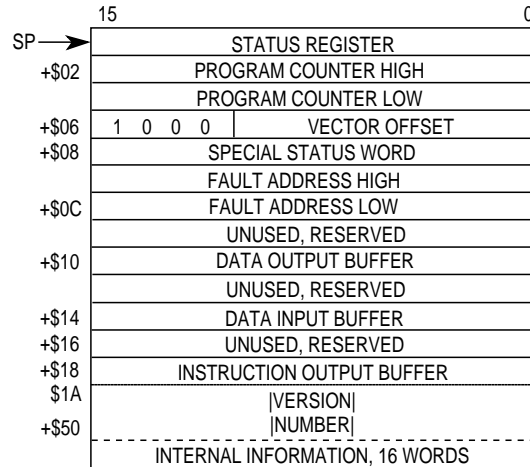 15 0
SP STATUS REGISTER
+$02 PROGRAM COUNTER HIGH
PROGRAM COUNTER LOW
+$06 1 0 0 0 VECTOR OFFSET
+$08 SPECIAL STATUS WORD
FAULT ADDRESS HIGH
+$0C FAULT ADDRESS LOW
UNUSED, RESERVED
+$10 DATA OUTPUT BUFFER
UNUSED, RESERVED
+$14 DATA INPUT BUFFER
+$16 UNUSED, RESERVED
+$18 INSTRUCTION OUTPUT BUFFER
$1A |VERSION|
+$50 |NUMBER|
INTERNAL INFORMATION, 16 WORDS